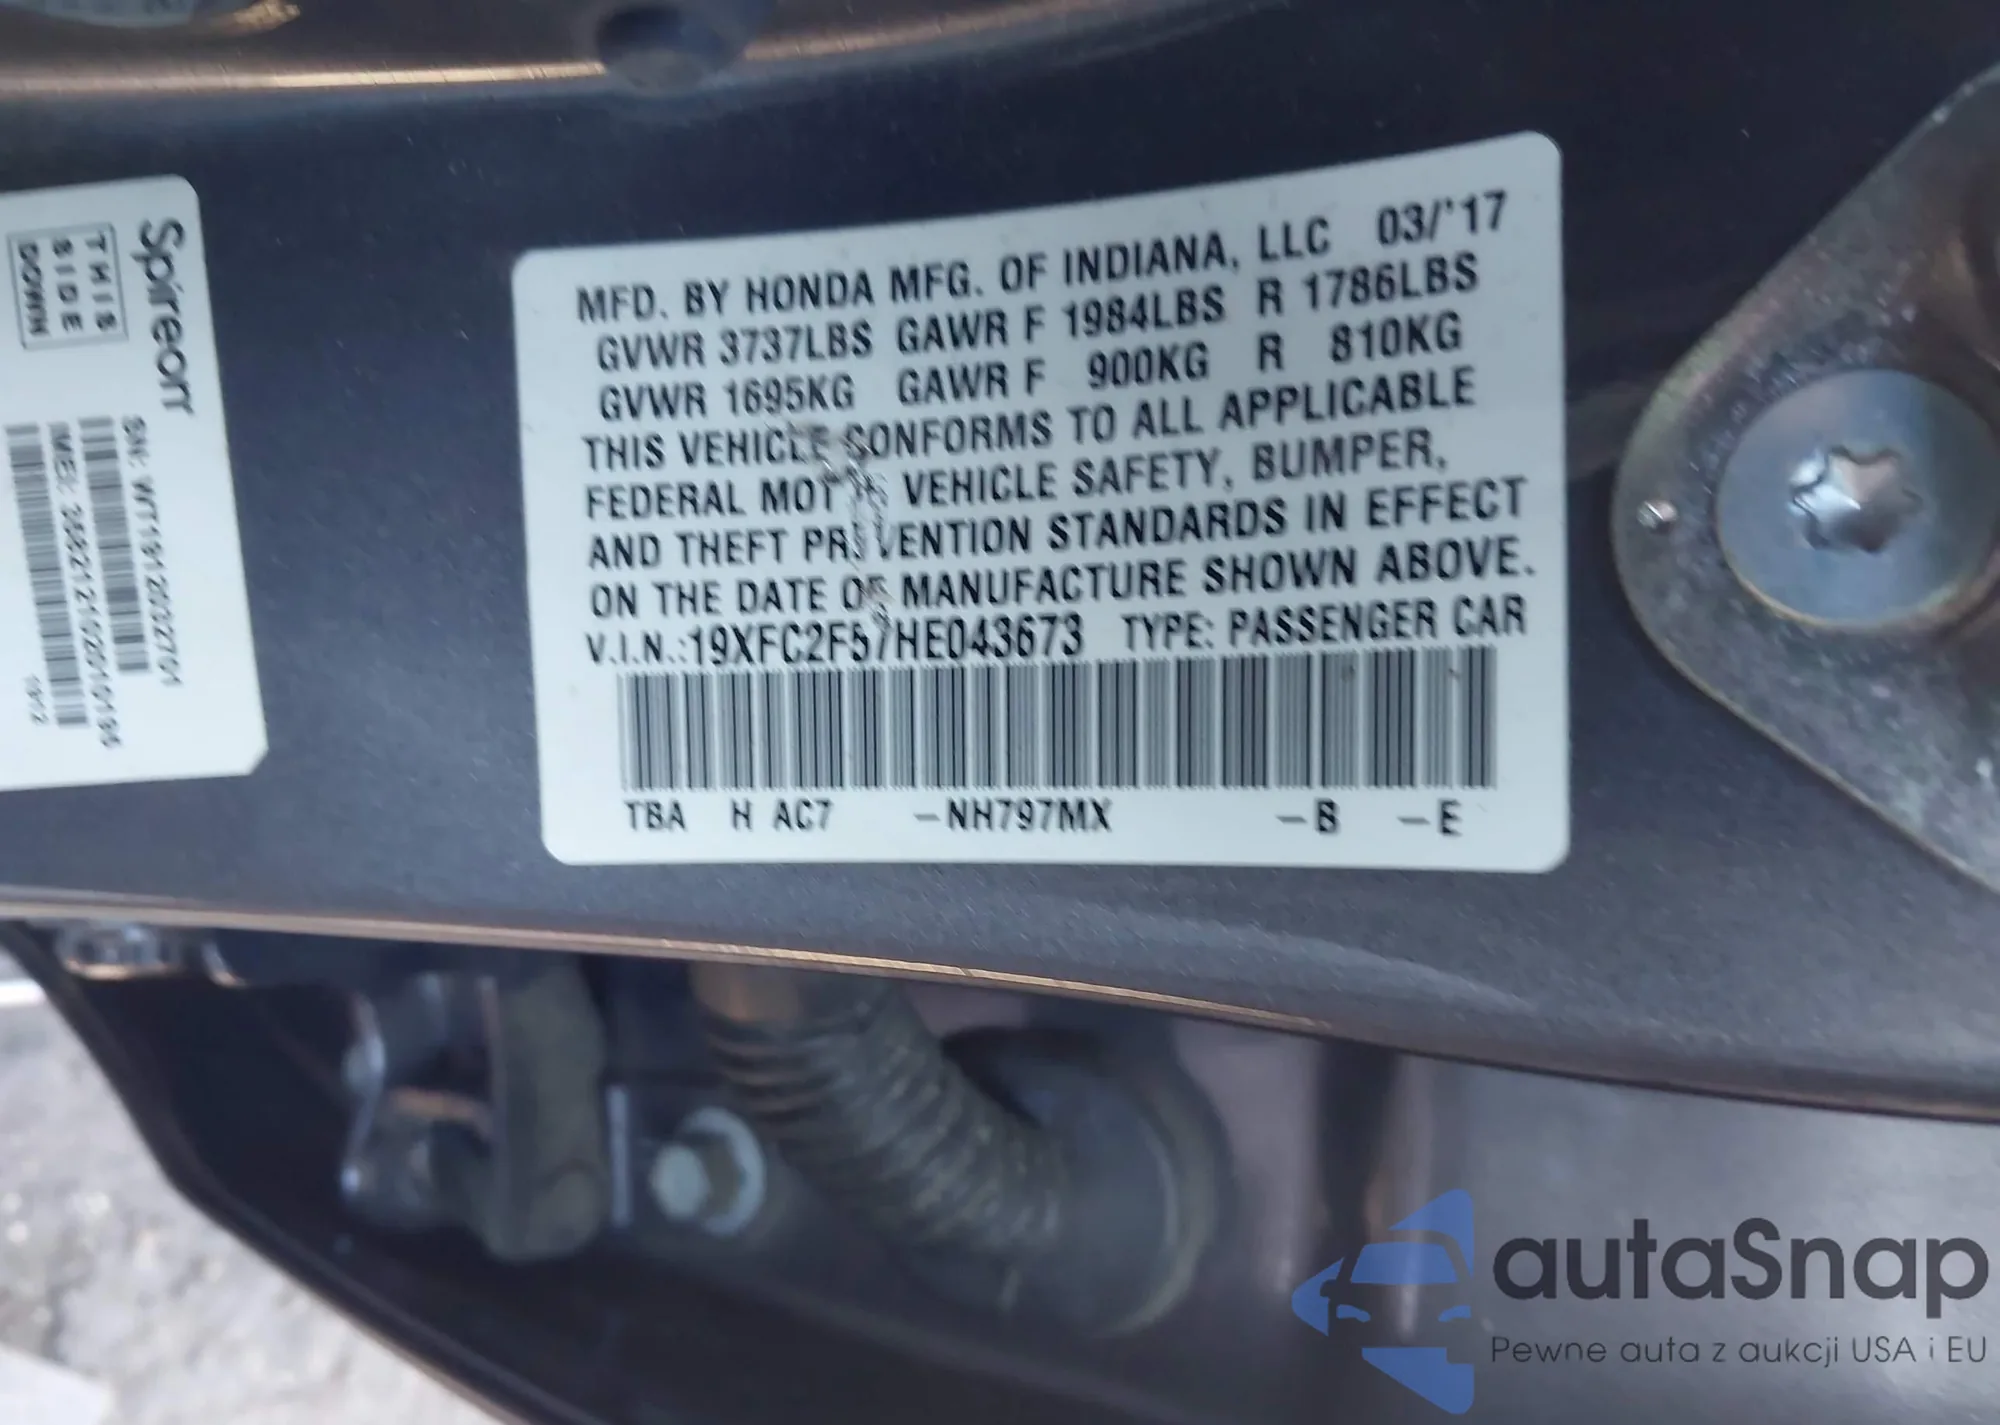 Spireon
THIS
SIDE
DOWN
MFD. BY HONDA MFG. OF INDIANA, LLC 03/'17
GVWR 3737LBS GAWR F 1984LBS R 1786LBS
GVWR 1695KG GAWR F 900KG R 810KG
THIS VEHICLE CONFORMS TO ALL APPLICABLE
FEDERAL MOTOR VEHICLE SAFETY, BUMPER,
AND THEFT PREVENTION STANDARDS IN EFFECT
ON THE DATE OF MANUFACTURE SHOWN ABOVE.
V.I.N.:19XFC2F57HE043673 TYPE: PASSENGER CAR
TBA H AC7 -NH797MX -B -E
autaSnap
Pewne auta z aukcji USA i EU